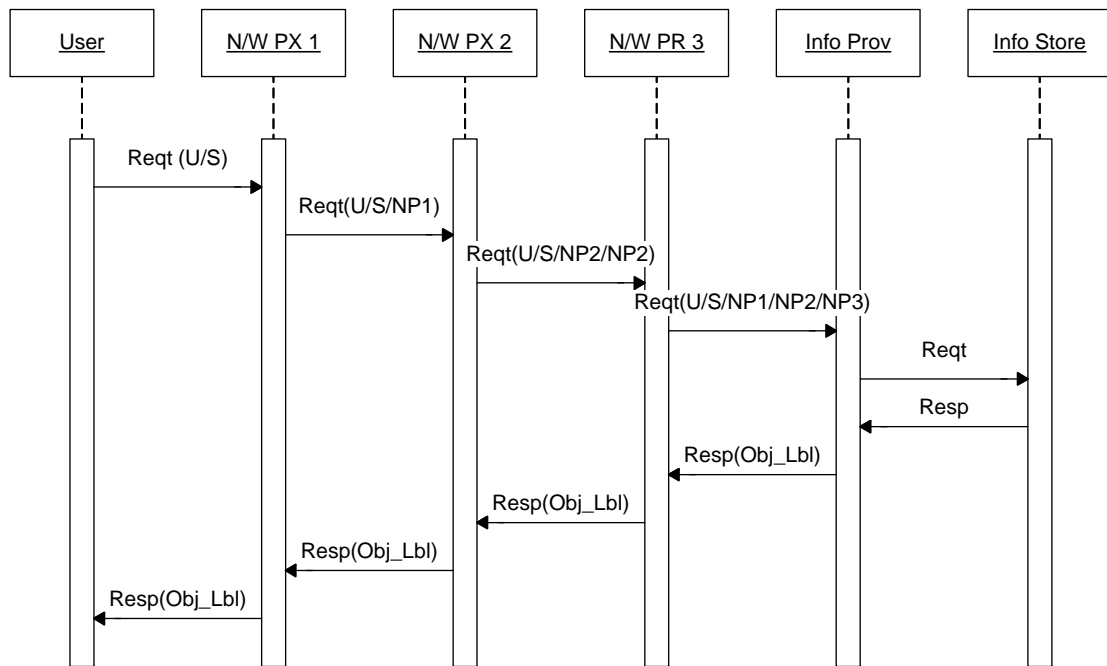 User
N/W PX 1
N/W PX 2
N/W PR 3
Info Prov
Info Store
Reqt (U/S)
Reqt(U/S/NP1)
Reqt(U/S/NP2/NP2)
Reqt(U/S/NP1/NP2/NP3)
Reqt
Resp
Resp(Obj_Lbl)
Resp(Obj_Lbl)
Resp(Obj_Lbl)
Resp(Obj_Lbl)